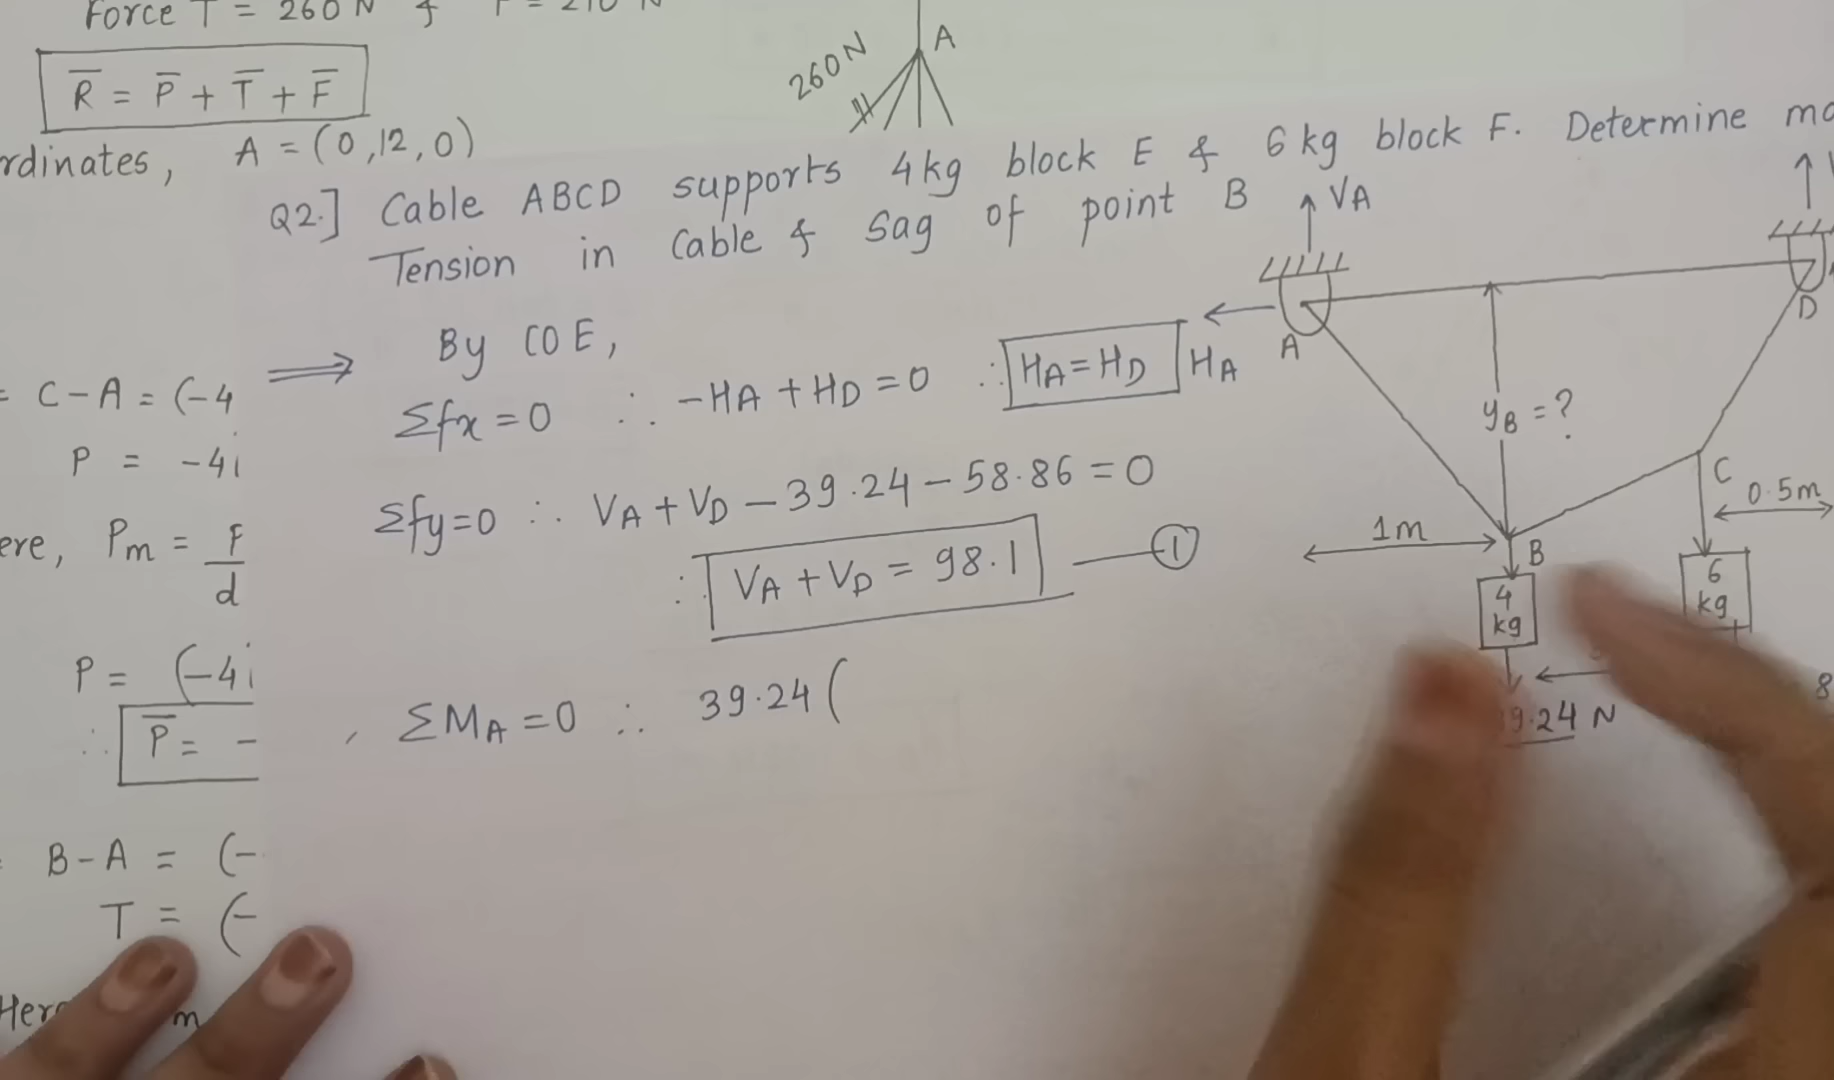 Force T = 260 N &
R̅ = P̅ + T̅ + F̅
rdinates, A = (0,12,0)
260N
A
Q2.] Cable ABCD supports 4kg block E & 6kg block F. Determine
Tension in Cable & Sag of point B
By COE,
Σfx = 0 ∴ -HA + HD = 0 ∴ HA = HD
Σfy=0 ∴ VA + VD - 39.24 - 58.86 = 0
∴ VA + VD = 98.1 ①
, ΣMA = 0 ∴ 39.24 (
VA
HA
A
D
yB = ?
C
0.5m
1m
B
4
kg
6
kg
9.24 N
8
= C-A = (-4
P = -4i
ere, Pm = F
d
P = (-4i
∴ P̅ = -
B-A = (-
T = (-
Here
m